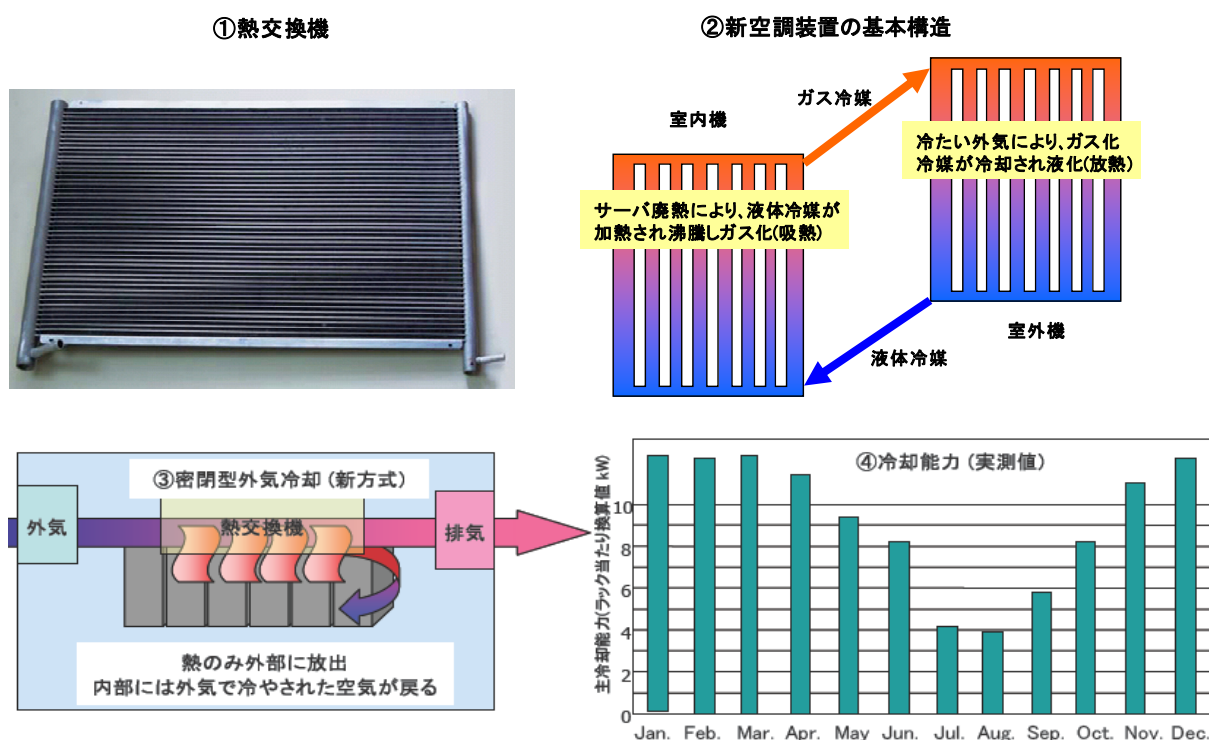 ①熱交換機
②新空調装置の基本構造
ガス冷媒
室内機
冷たい外気により、ガス化
冷媒が冷却され液化(放熱)
サーバ廃熱により、液体冷媒が
加熱され沸騰しガス化(吸熱)
室外機
液体冷媒
③密閉型外気冷却 (新方式)
外気
熱交換機
排気
熱のみ外部に放出
内部には外気で冷やされた空気が戻る
④冷却能力 (実測値)
主冷却能力(ラック当たり換算値 kW)
10
8
6
4
2
0
Jan. Feb. Mar. Apr. May Jun. Jul. Aug. Sep. Oct. Nov. Dec.